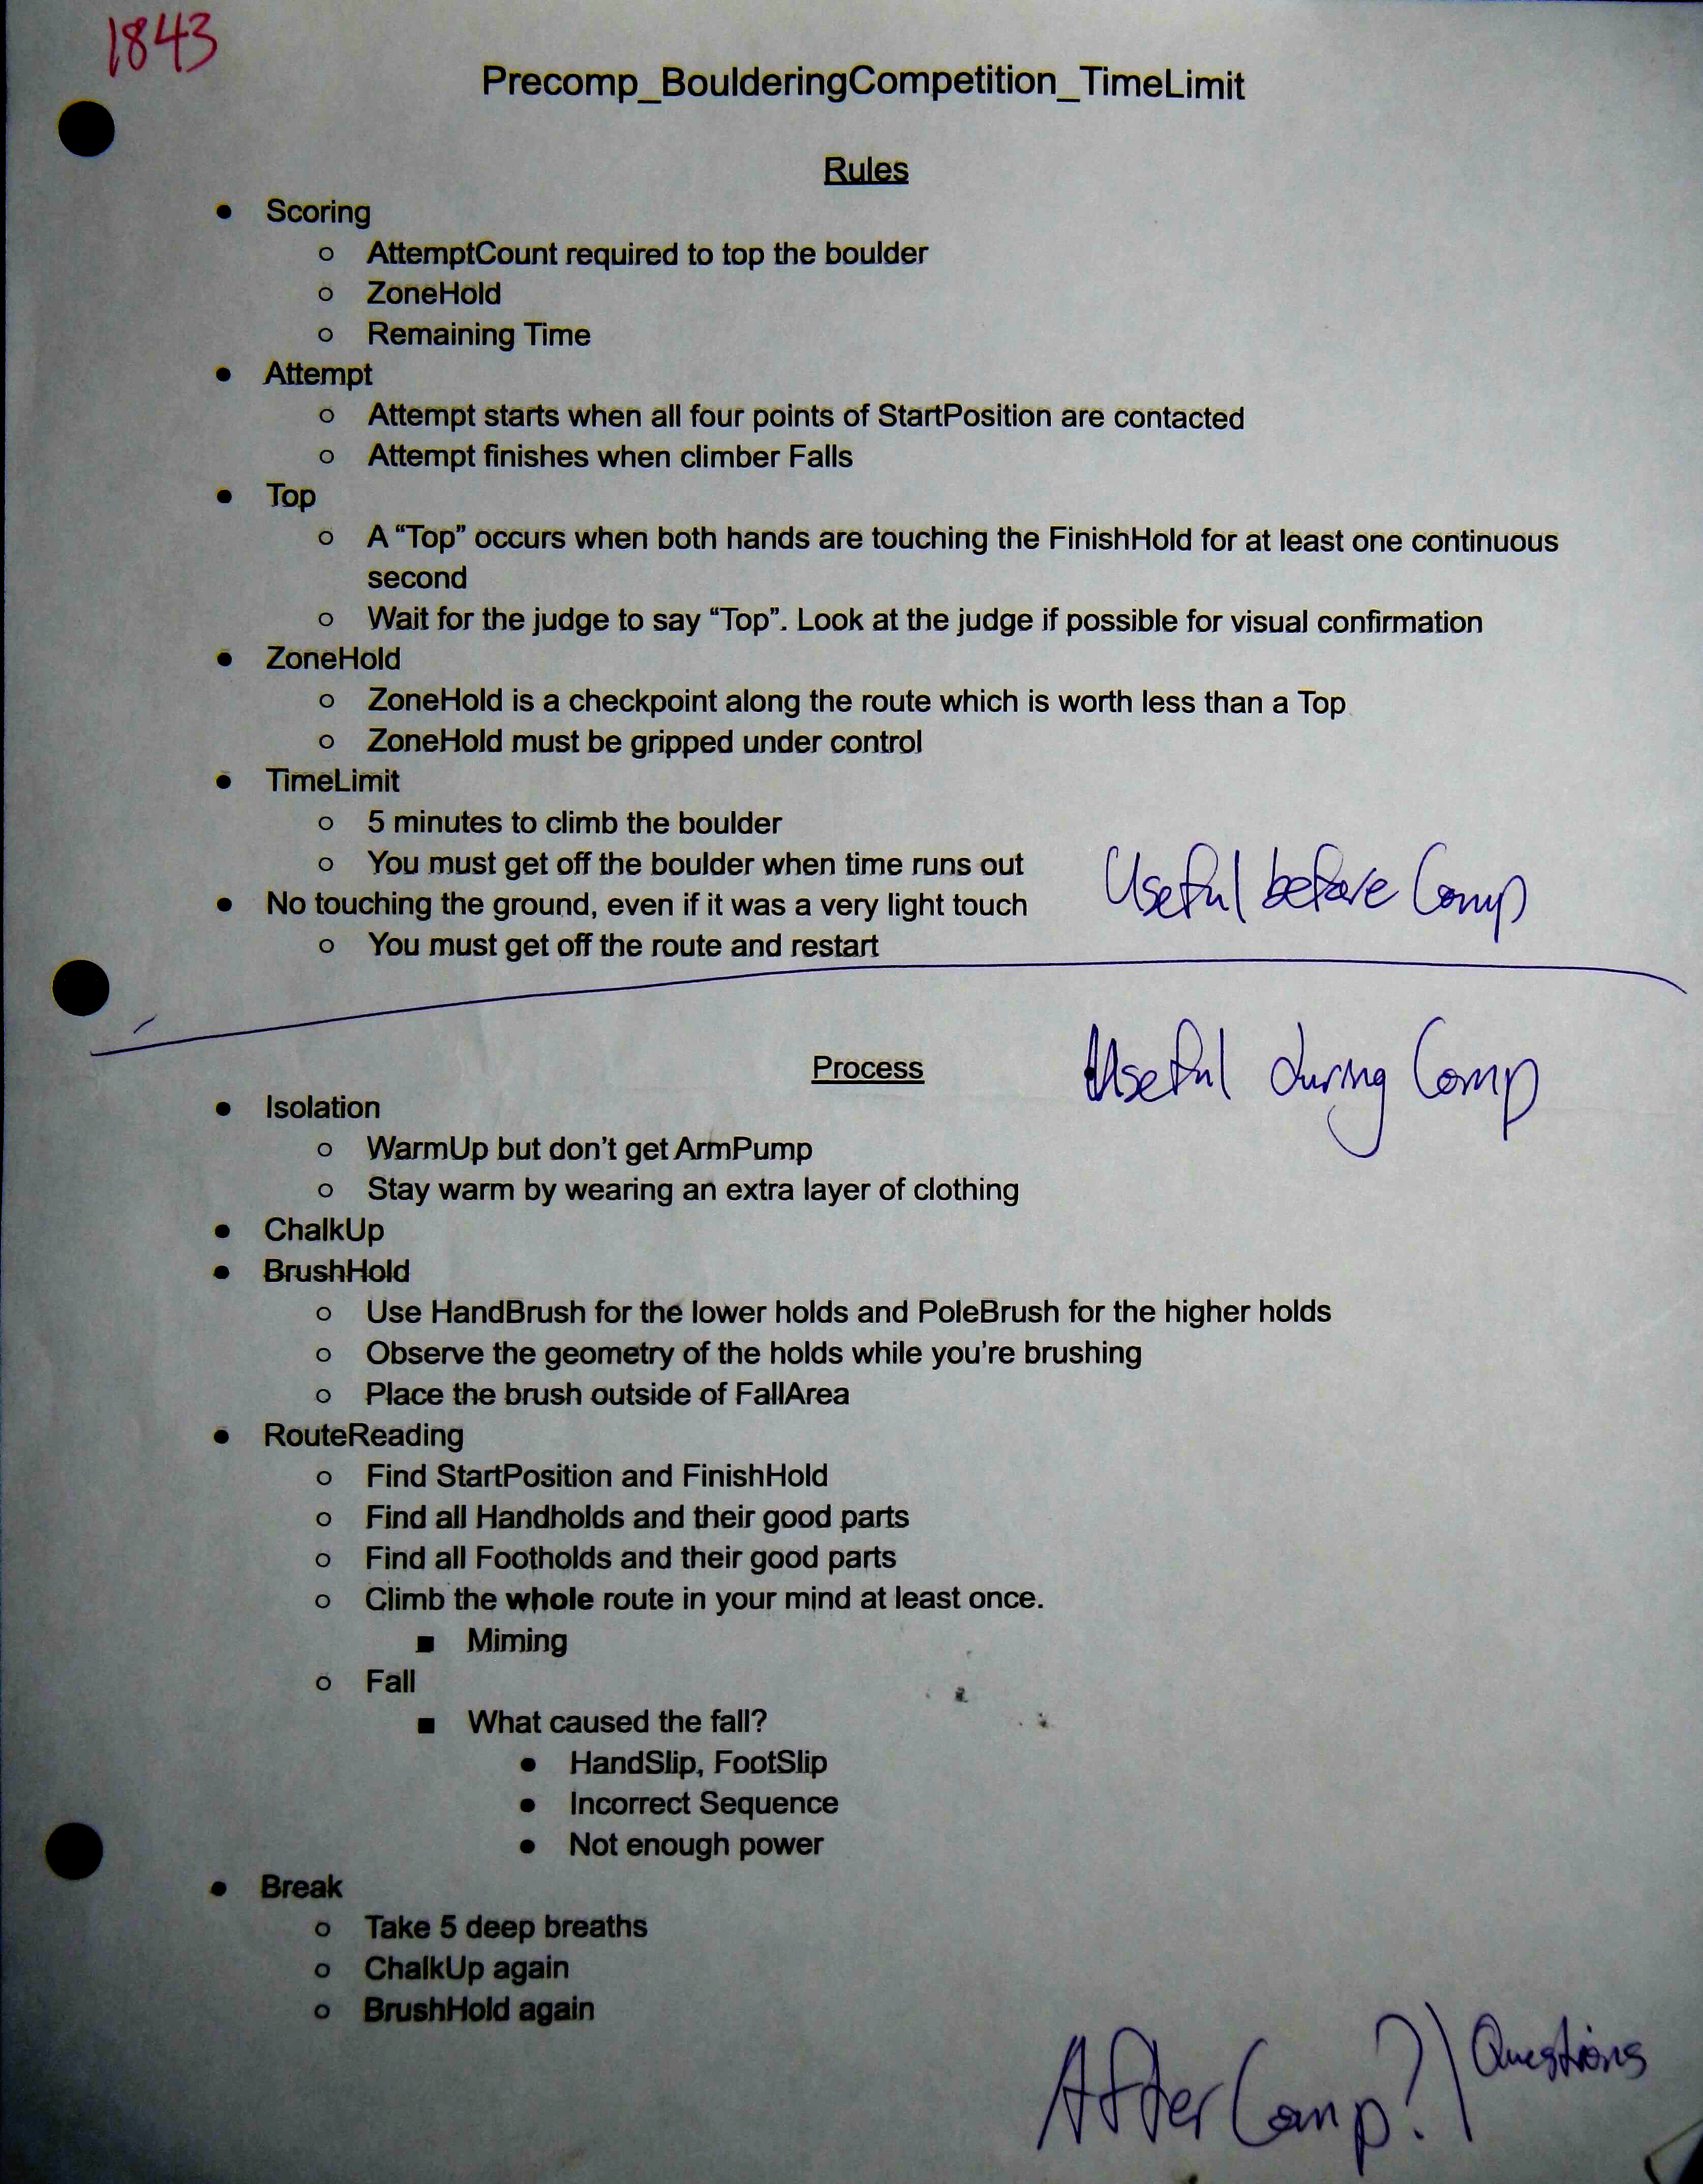 1843
Precomp_BoulderingCompetition_TimeLimit
Rules
● Scoring
○ AttemptCount required to top the boulder
○ ZoneHold
○ Remaining Time
● Attempt
○ Attempt starts when all four points of StartPosition are contacted
○ Attempt finishes when climber Falls
● Top
○ A “Top” occurs when both hands are touching the FinishHold for at least one continuous
second
○ Wait for the judge to say “Top”. Look at the judge if possible for visual confirmation
● ZoneHold
○ ZoneHold is a checkpoint along the route which is worth less than a Top
○ ZoneHold must be gripped under control
● TimeLimit
○ 5 minutes to climb the boulder
○ You must get off the boulder when time runs out
● No touching the ground, even if it was a very light touch
○ You must get off the route and restart
Useful before Comp
Useful during Comp
Process
● Isolation
○ WarmUp but don’t get ArmPump
○ Stay warm by wearing an extra layer of clothing
● ChalkUp
● BrushHold
○ Use HandBrush for the lower holds and PoleBrush for the higher holds
○ Observe the geometry of the holds while you’re brushing
○ Place the brush outside of FallArea
● RouteReading
○ Find StartPosition and FinishHold
○ Find all Handholds and their good parts
○ Find all Footholds and their good parts
○ Climb the whole route in your mind at least once.
■ Miming
○ Fall
■ What caused the fall?
● HandSlip, FootSlip
● Incorrect Sequence
● Not enough power
● Break
○ Take 5 deep breaths
○ ChalkUp again
○ BrushHold again
After Comp? \ Questions